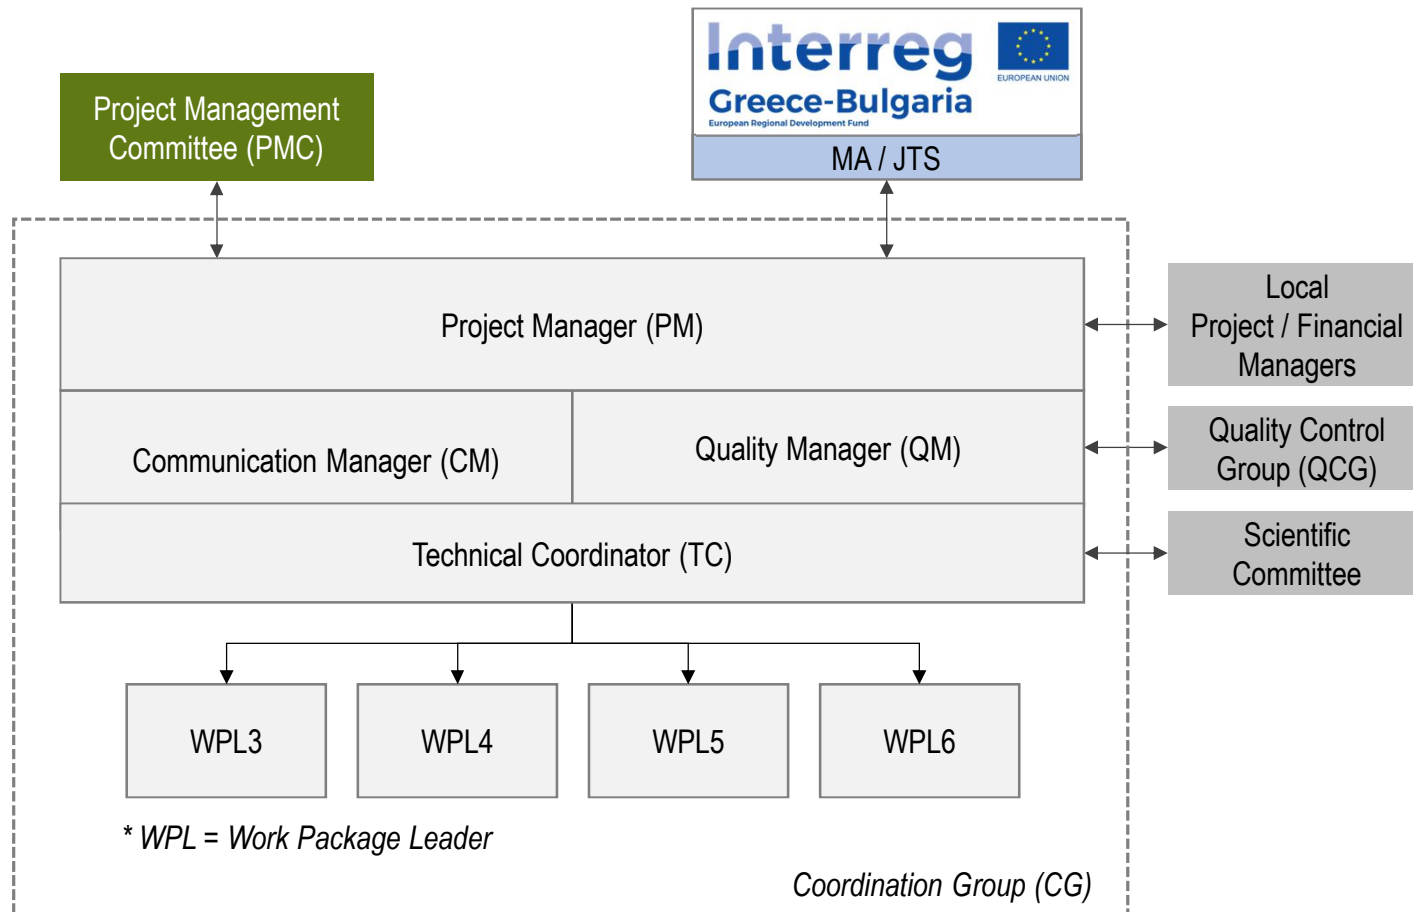 Interreg
EUROPEAN UNION
Greece-Bulgaria
European Regional Development Fund
MA / JTS
Project Management
Committee (PMC)
Project Manager (PM)
Local
Project / Financial
Managers
Communication Manager (CM)
Quality Manager (QM)
Quality Control
Group (QCG)
Technical Coordinator (TC)
Scientific
Committee
WPL3
WPL4
WPL5
WPL6
* WPL = Work Package Leader
Coordination Group (CG)